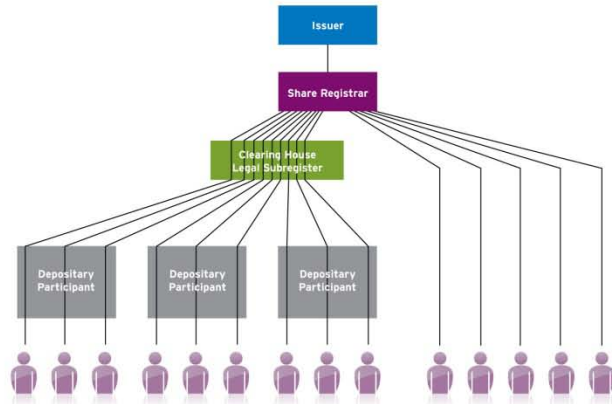 Issuer
Share Registrar
Clearing House
Legal Subregister
Depositary
Participant
Depositary
Participant
Depositary
Participant